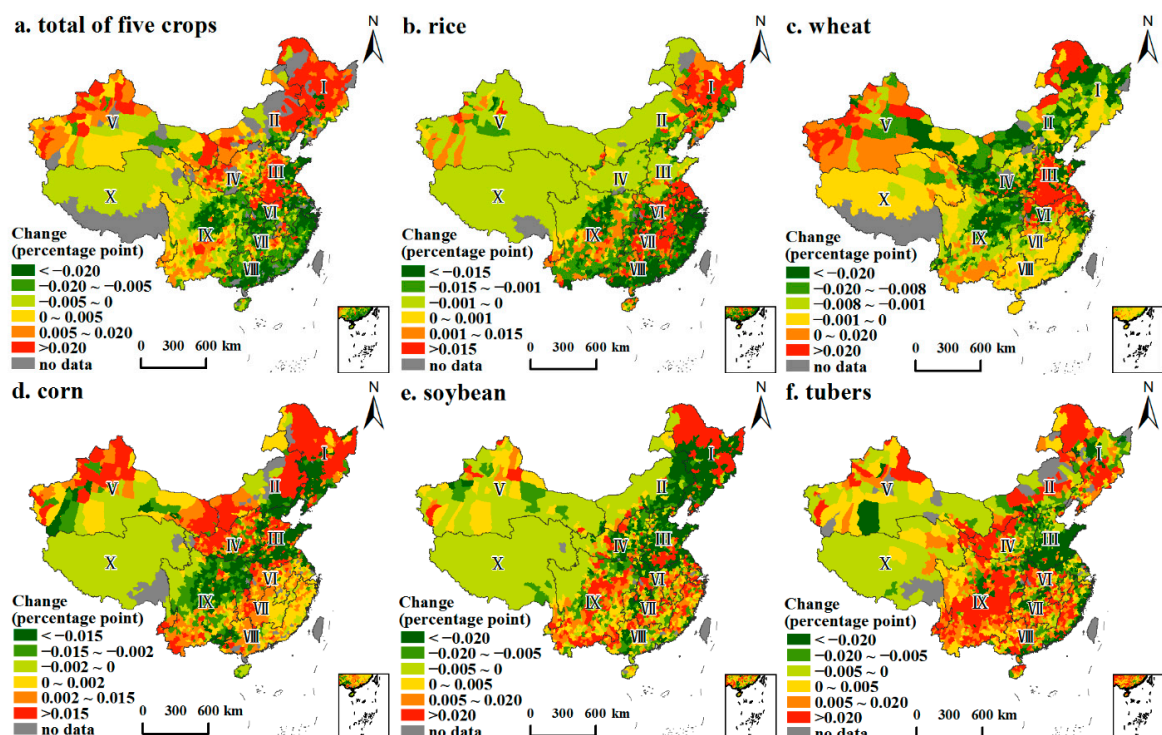 a. total of five crops
N
I
II
III
IV
V
VI
VII
VIII
IX
X
Change
(percentage point)
< −0.020
−0.020 ~ −0.005
−0.005 ~ 0
0 ~ 0.005
0.005 ~ 0.020
>0.020
no data
0 300 600 km
b. rice
N
I
II
III
IV
V
VI
VII
VIII
IX
X
Change
(percentage point)
< −0.015
−0.015 ~ −0.001
−0.001 ~ 0
0 ~ 0.001
0.001 ~ 0.015
>0.015
no data
0 300 600 km
c. wheat
N
I
II
III
IV
V
VI
VII
VIII
IX
X
Change
(percentage point)
< −0.020
−0.020 ~ −0.008
−0.008 ~ −0.001
−0.001 ~ 0
0 ~ 0.020
>0.020
no data
0 300 600 km
d. corn
N
I
II
III
IV
V
VI
VII
VIII
IX
X
Change
(percentage point)
< −0.015
−0.015 ~ −0.002
−0.002 ~ 0
0 ~ 0.002
0.002 ~ 0.015
>0.015
no data
0 300 600 km
e. soybean
N
I
II
III
IV
V
VI
VII
VIII
IX
X
Change
(percentage point)
< −0.020
−0.020 ~ −0.005
−0.005 ~ 0
0 ~ 0.005
0.005 ~ 0.020
>0.020
no data
0 300 600 km
f. tubers
N
I
II
III
IV
V
VI
VII
VIII
IX
X
Change
(percentage point)
< −0.020
−0.020 ~ −0.005
−0.005 ~ 0
0 ~ 0.005
0.005 ~ 0.020
>0.020
no data
0 300 600 km